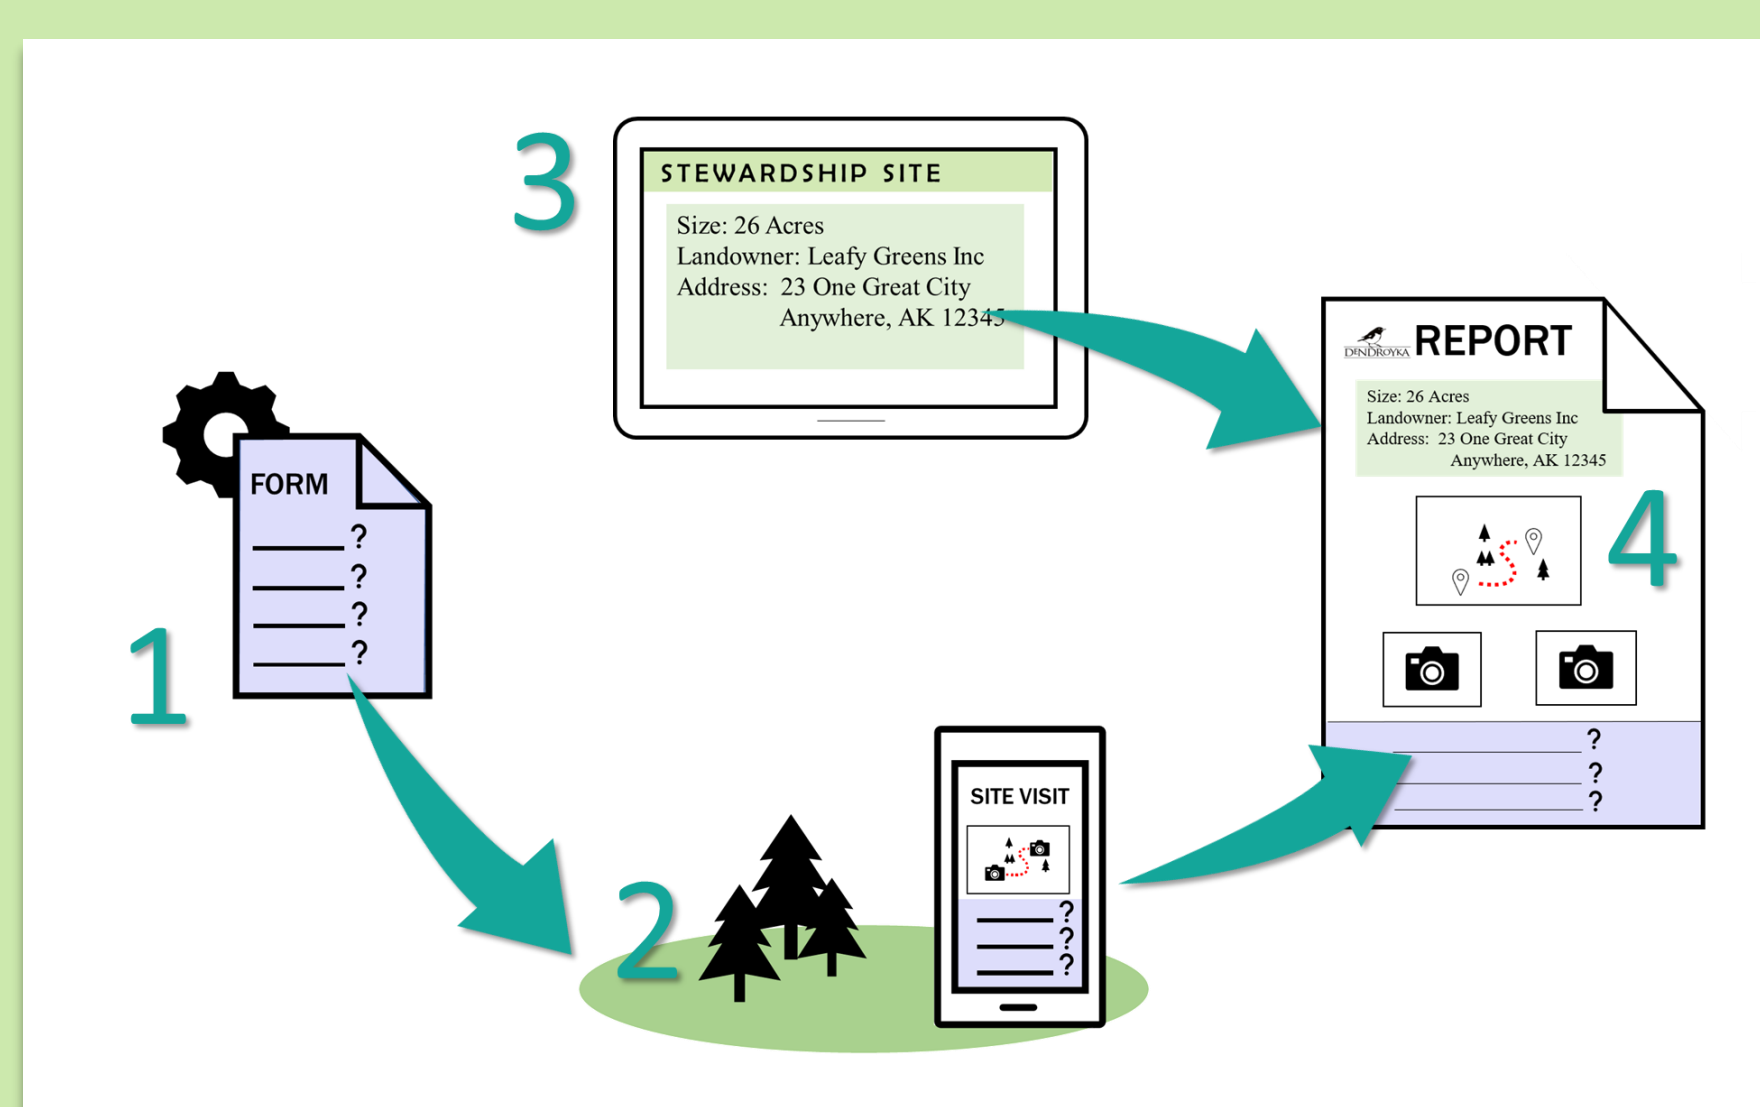 3
STEWARDSHIP SITE
Size: 26 Acres
Landowner: Leafy Greens Inc
Address: 23 One Great City
Anywhere, AK 12345
DENDROYKA REPORT
Size: 26 Acres
Landowner: Leafy Greens Inc
Address: 23 One Great City
Anywhere, AK 12345
4
?
?
?
FORM
?
?
?
?
1
2
SITE VISIT
?
?
?